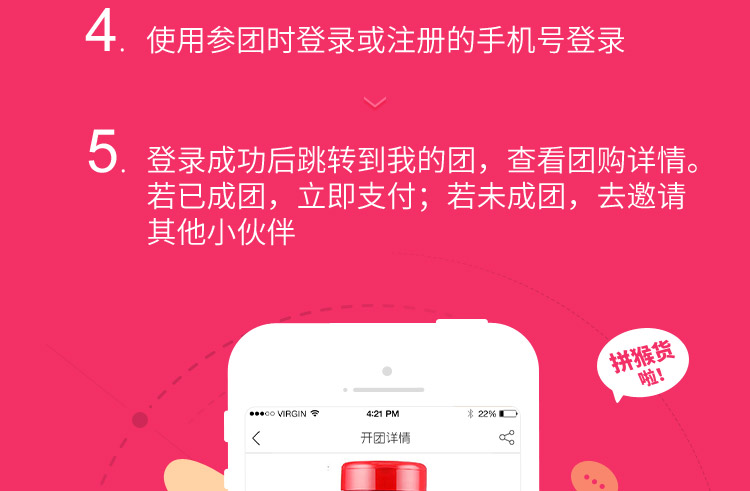 4. 使用参团时登录或注册的手机号登录
5. 登录成功后跳转到我的团，查看团购详情。
若已成团，立即支付；若未成团，去邀请
其他小伙伴
拼猴货
啦!
VIRGIN 4:21 PM 22%
开团详情